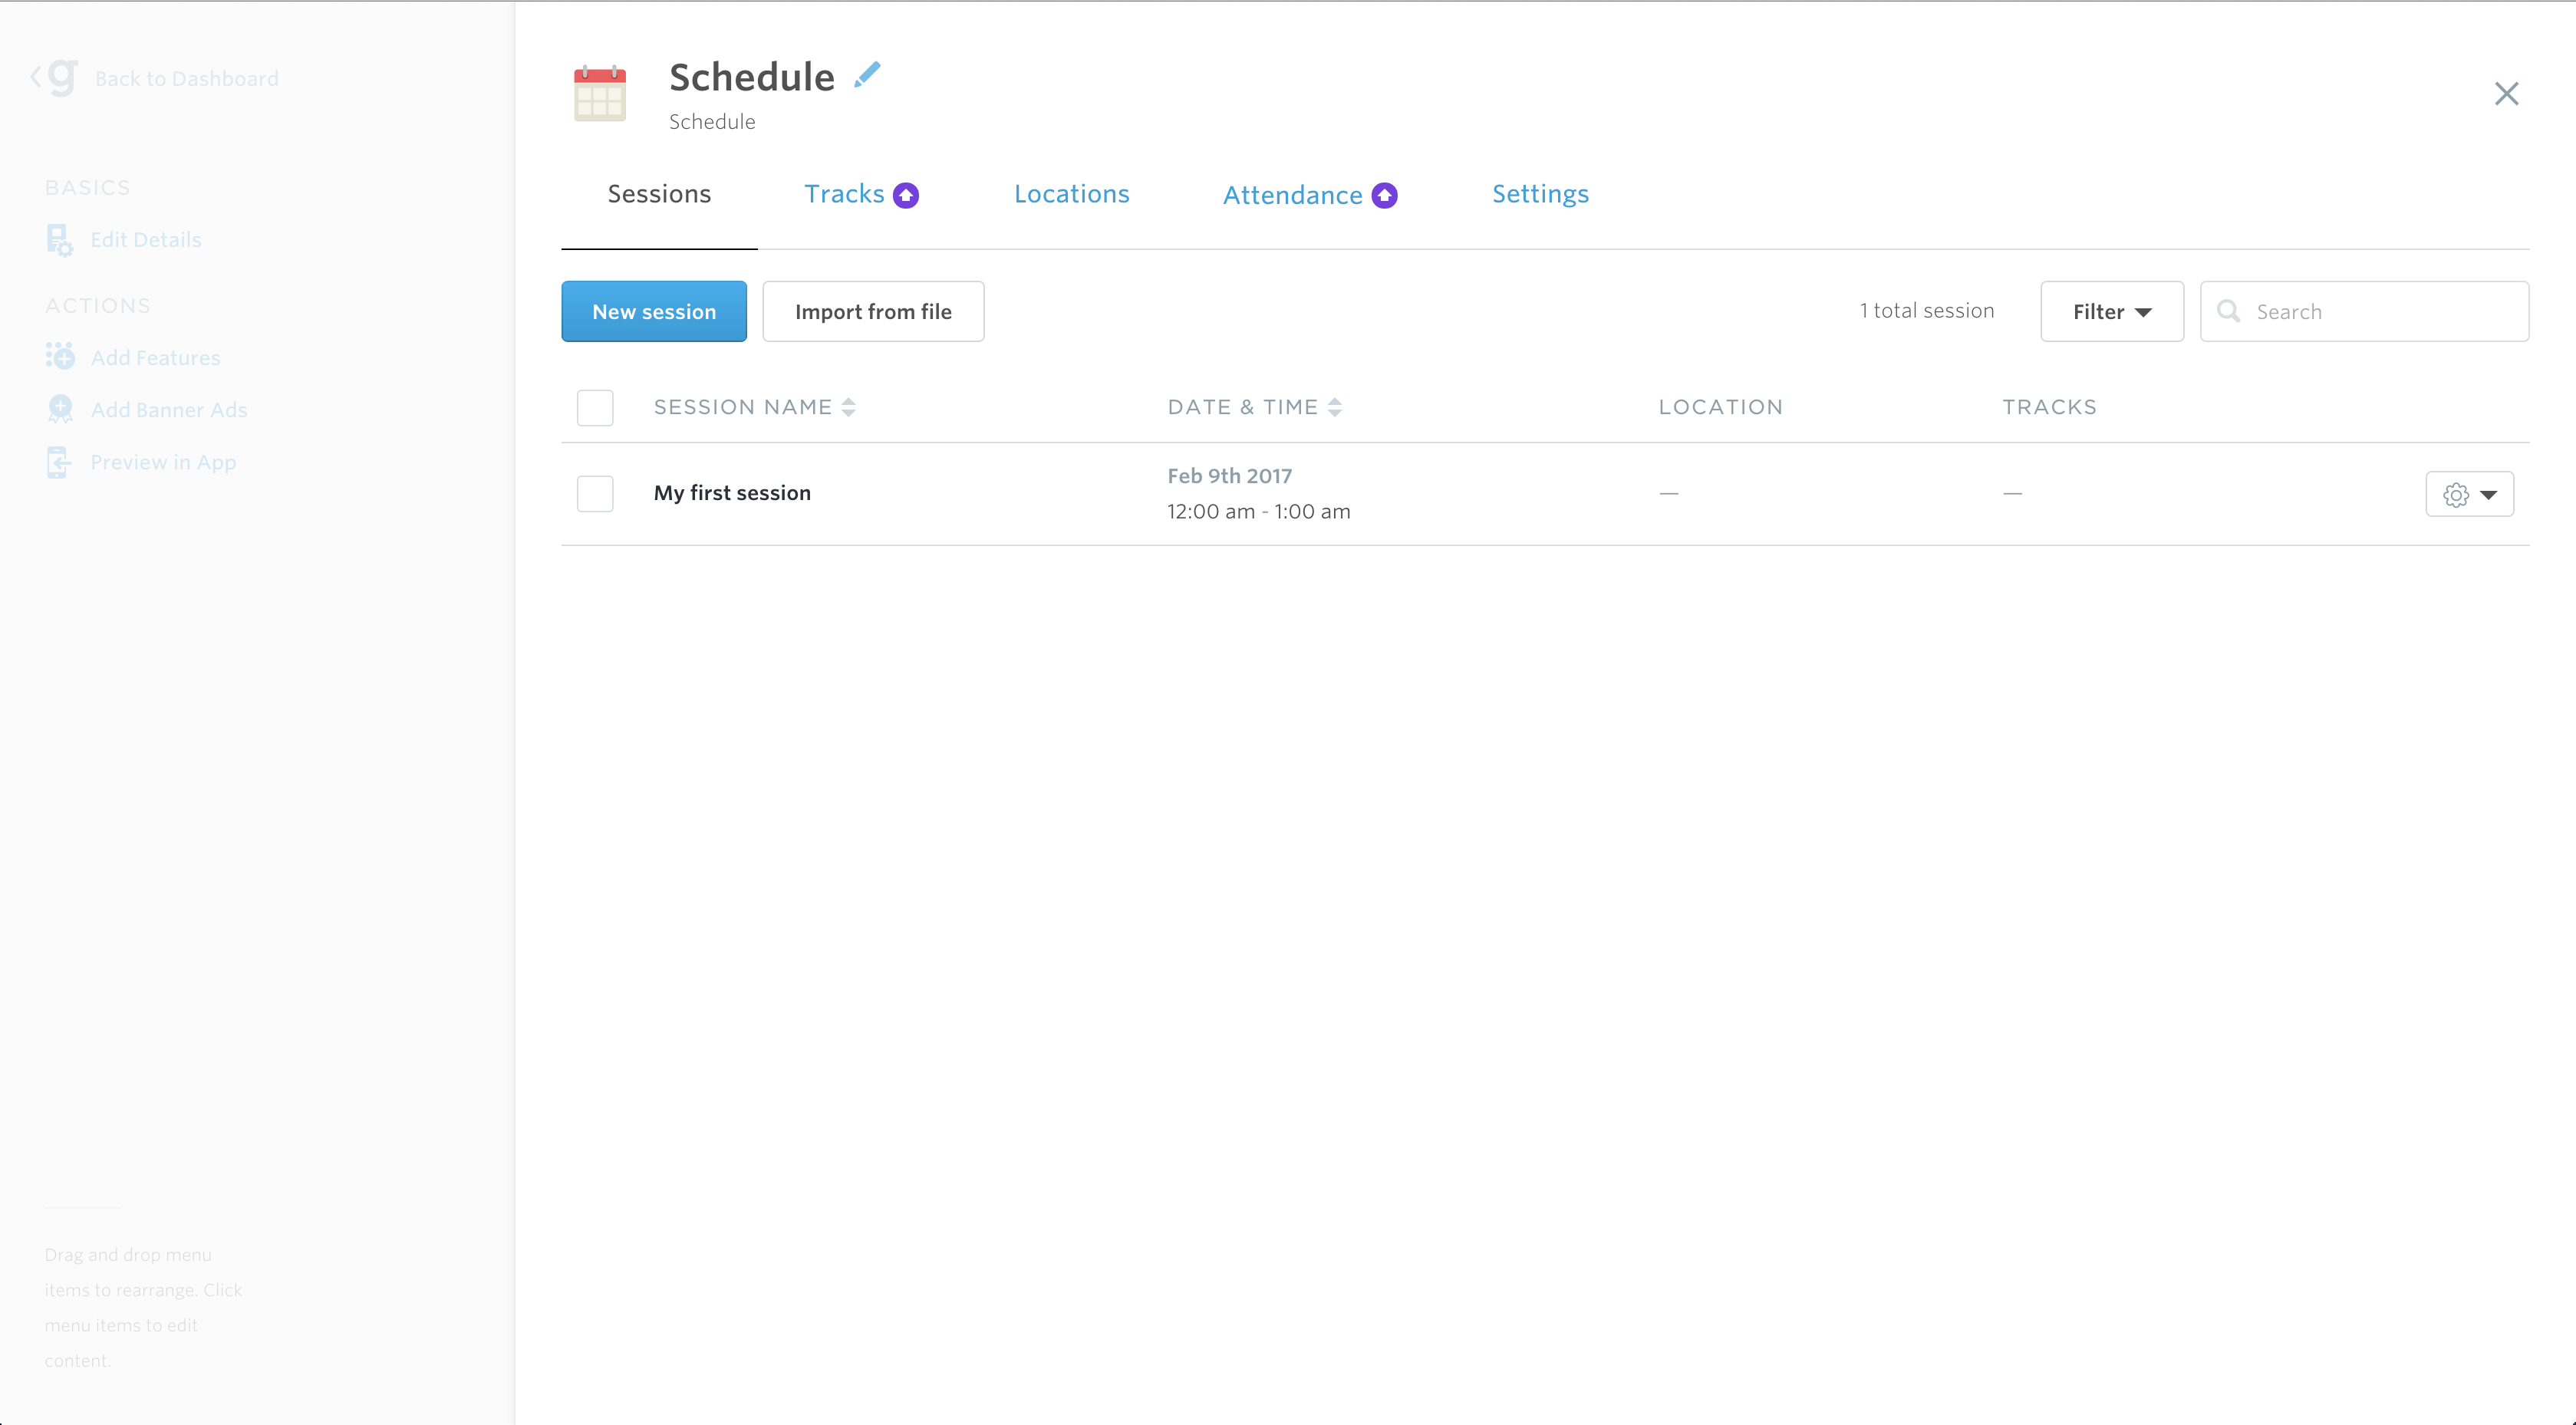 g Back to Dashboard
BASICS
Edit Details
ACTIONS
Add Features
Add Banner Ads
Preview in App
Drag and drop menu
items to rearrange. Click
menu items to edit
content.
Schedule
Schedule
Sessions Tracks Locations Attendance Settings
New session Import from file 1 total session Filter Search
SESSION NAME DATE & TIME LOCATION TRACKS
My first session Feb 9th 2017 — —
12:00 am - 1:00 am